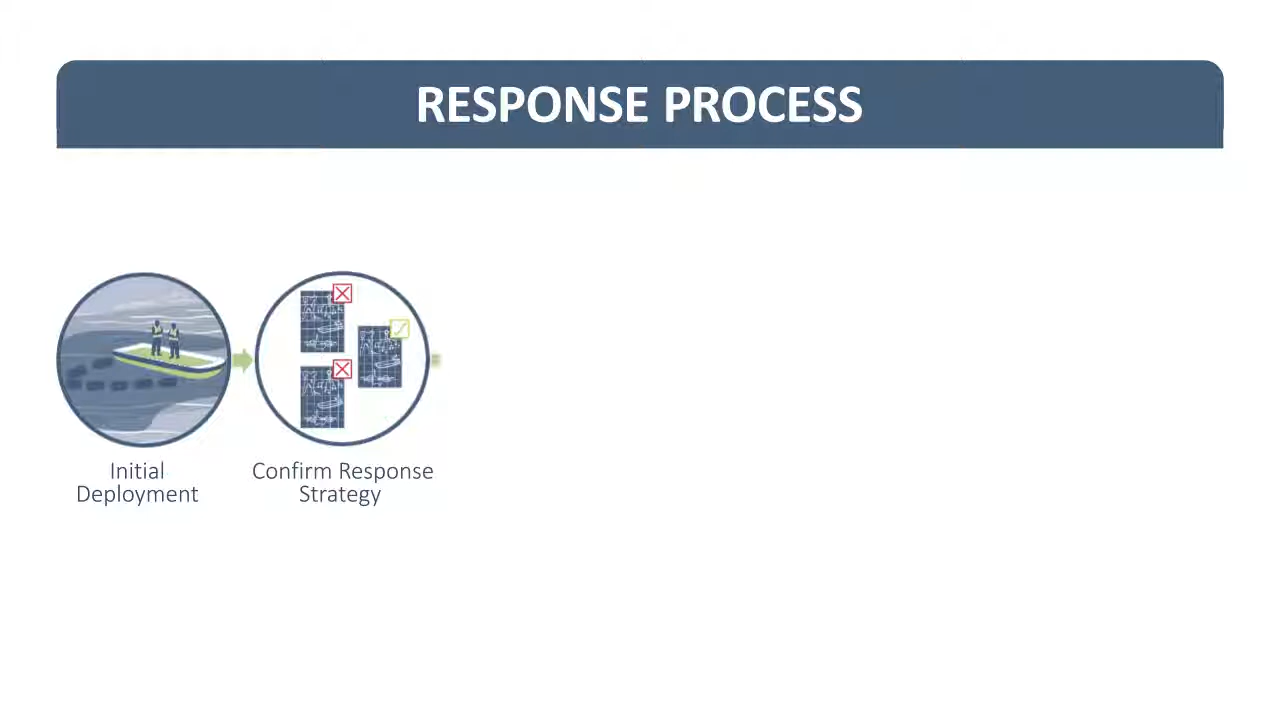 RESPONSE PROCESS
Initial
Deployment
Confirm Response
Strategy